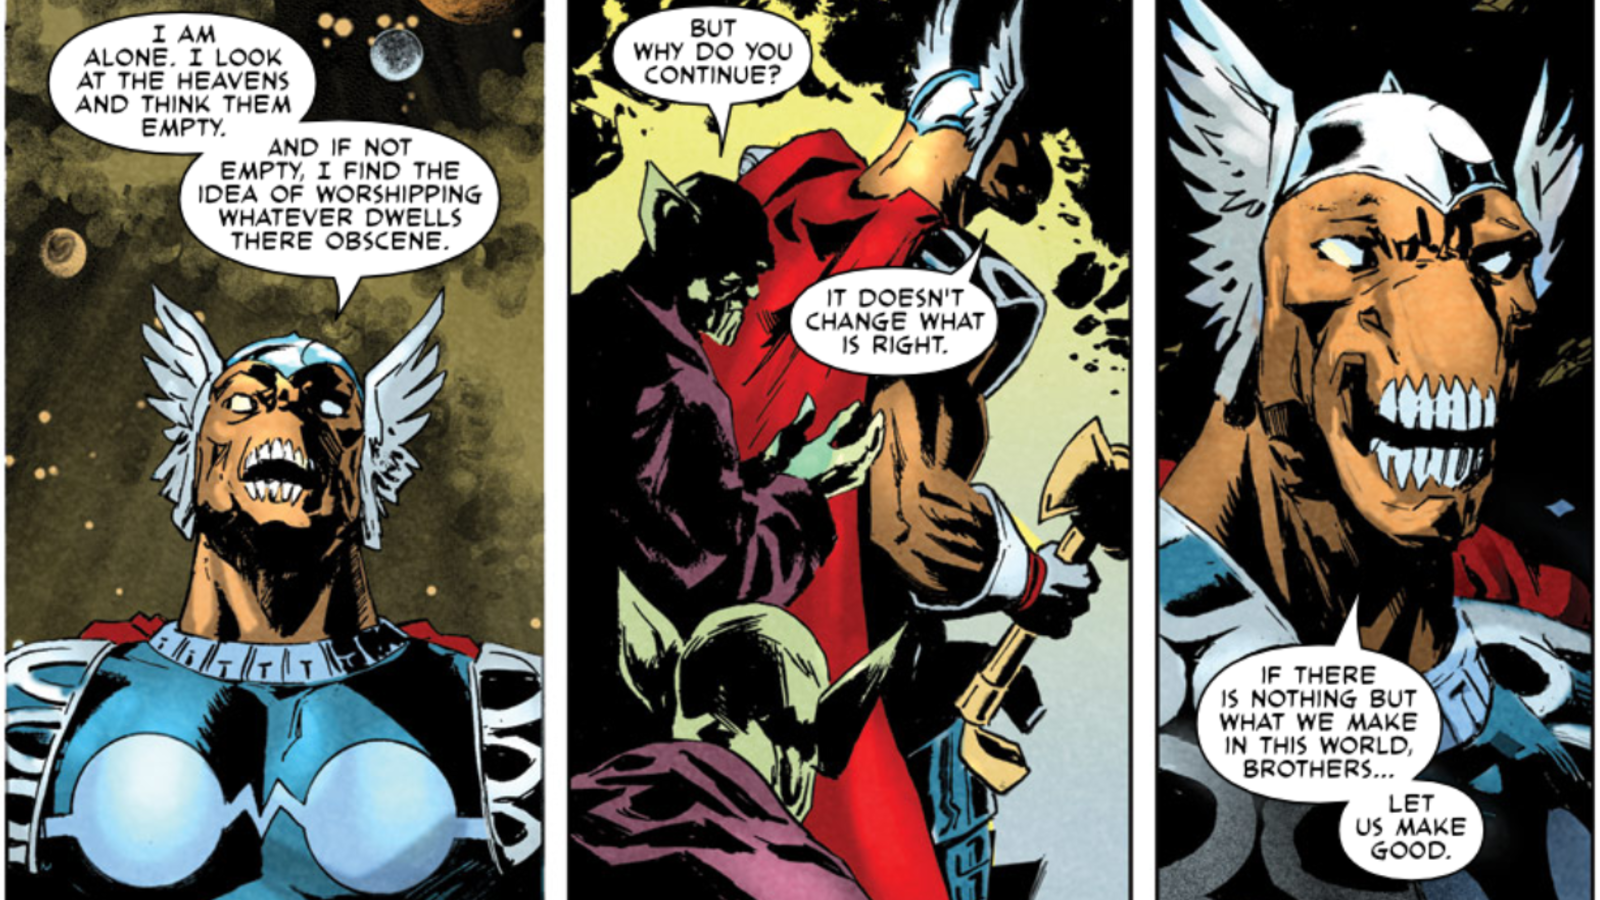 I AM
ALONE. I LOOK
AT THE HEAVENS
AND THINK THEM
EMPTY.
AND IF NOT
EMPTY, I FIND THE
IDEA OF WORSHIPPING
WHATEVER DWELLS
THERE OBSCENE.
BUT
WHY DO YOU
CONTINUE?
IT DOESN'T
CHANGE WHAT
IS RIGHT.
IF THERE
IS NOTHING BUT
WHAT WE MAKE
IN THIS WORLD,
BROTHERS...
LET
US MAKE
GOOD.